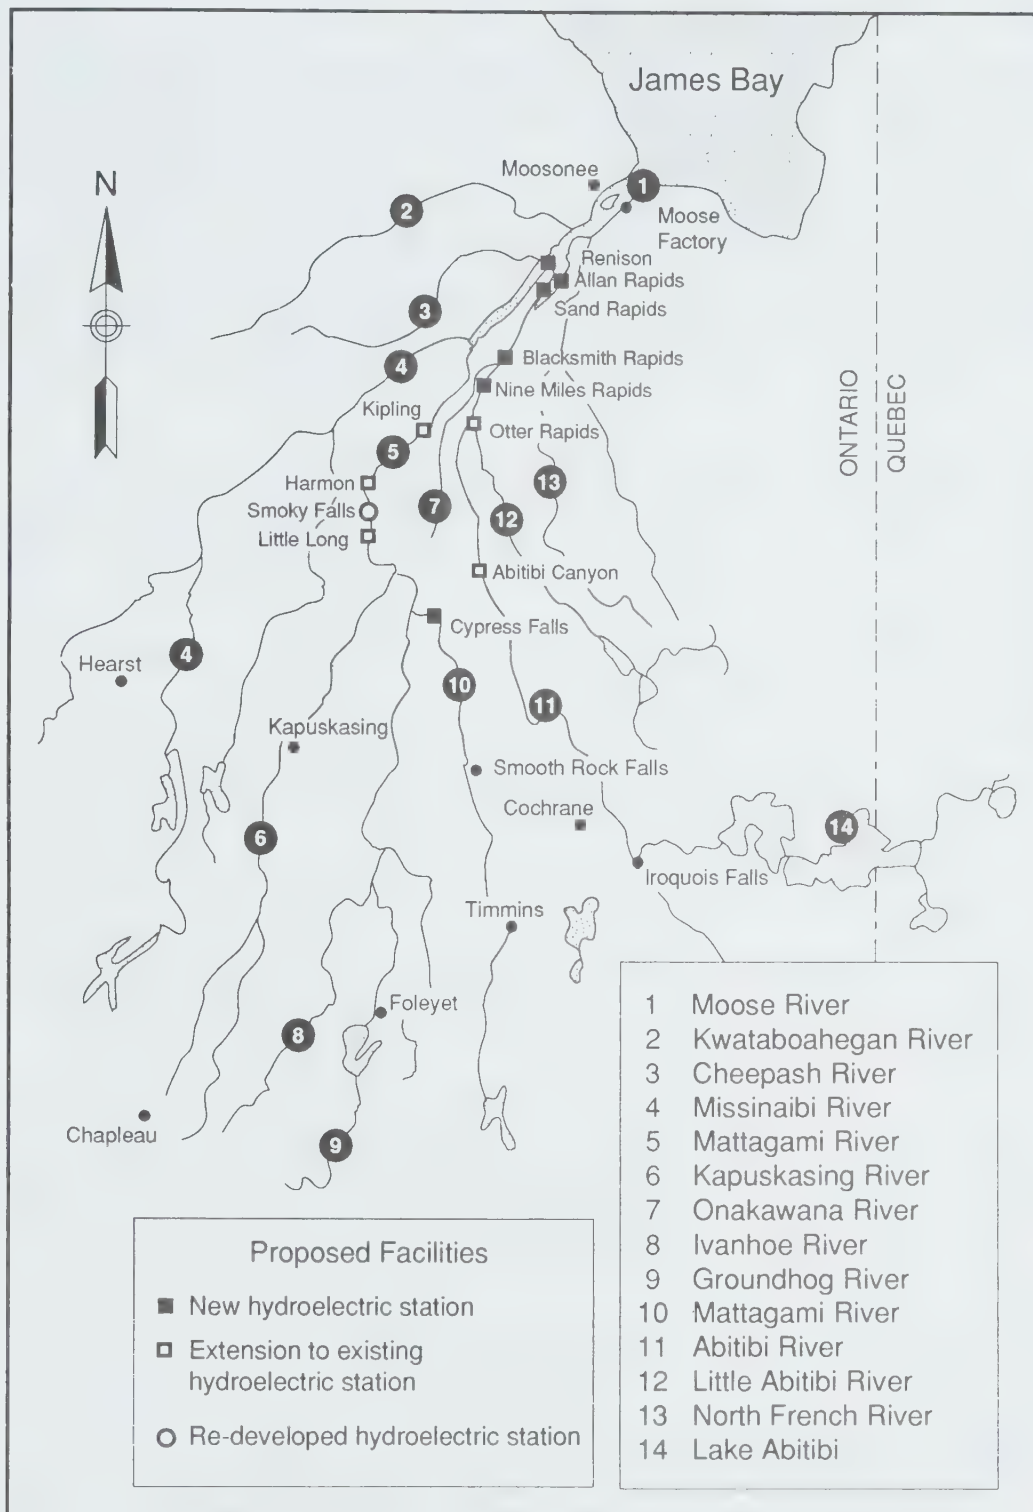 James Bay
N
Moosonee
1
2
Moose
Factory
Renison
Allan Rapids
Sand Rapids
3
4
Blacksmith Rapids
Nine Miles Rapids
Kipling
Otter Rapids
ONTARIO
QUEBEC
5
Harmon
Smoky Falls
Little Long
7
12
13
Abitibi Canyon
Cypress Falls
4
Hearst
10
11
Kapuskasing
Smooth Rock Falls
Cochrane
6
14
Iroquois Falls
Timmins
Foleyet
8
Chapleau
9
Proposed Facilities
New hydroelectric station
Extension to existing
hydroelectric station
Re-developed hydroelectric station
1 Moose River
2 Kwataboahegan River
3 Cheepash River
4 Missinaibi River
5 Mattagami River
6 Kapuskasing River
7 Onakawana River
8 Ivanhoe River
9 Groundhog River
10 Mattagami River
11 Abitibi River
12 Little Abitibi River
13 North French River
14 Lake Abitibi